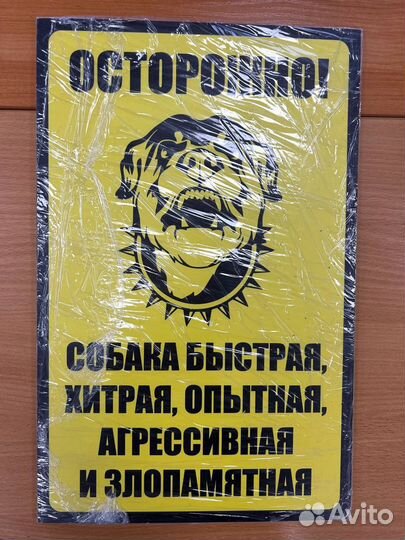 ОСТОРОЖНО!
СОБАКА БЫСТРАЯ,
ХИТРАЯ, ОПЫТНАЯ,
АГРЕССИВНАЯ
И ЗЛОПАМЯТНАЯ
Avito